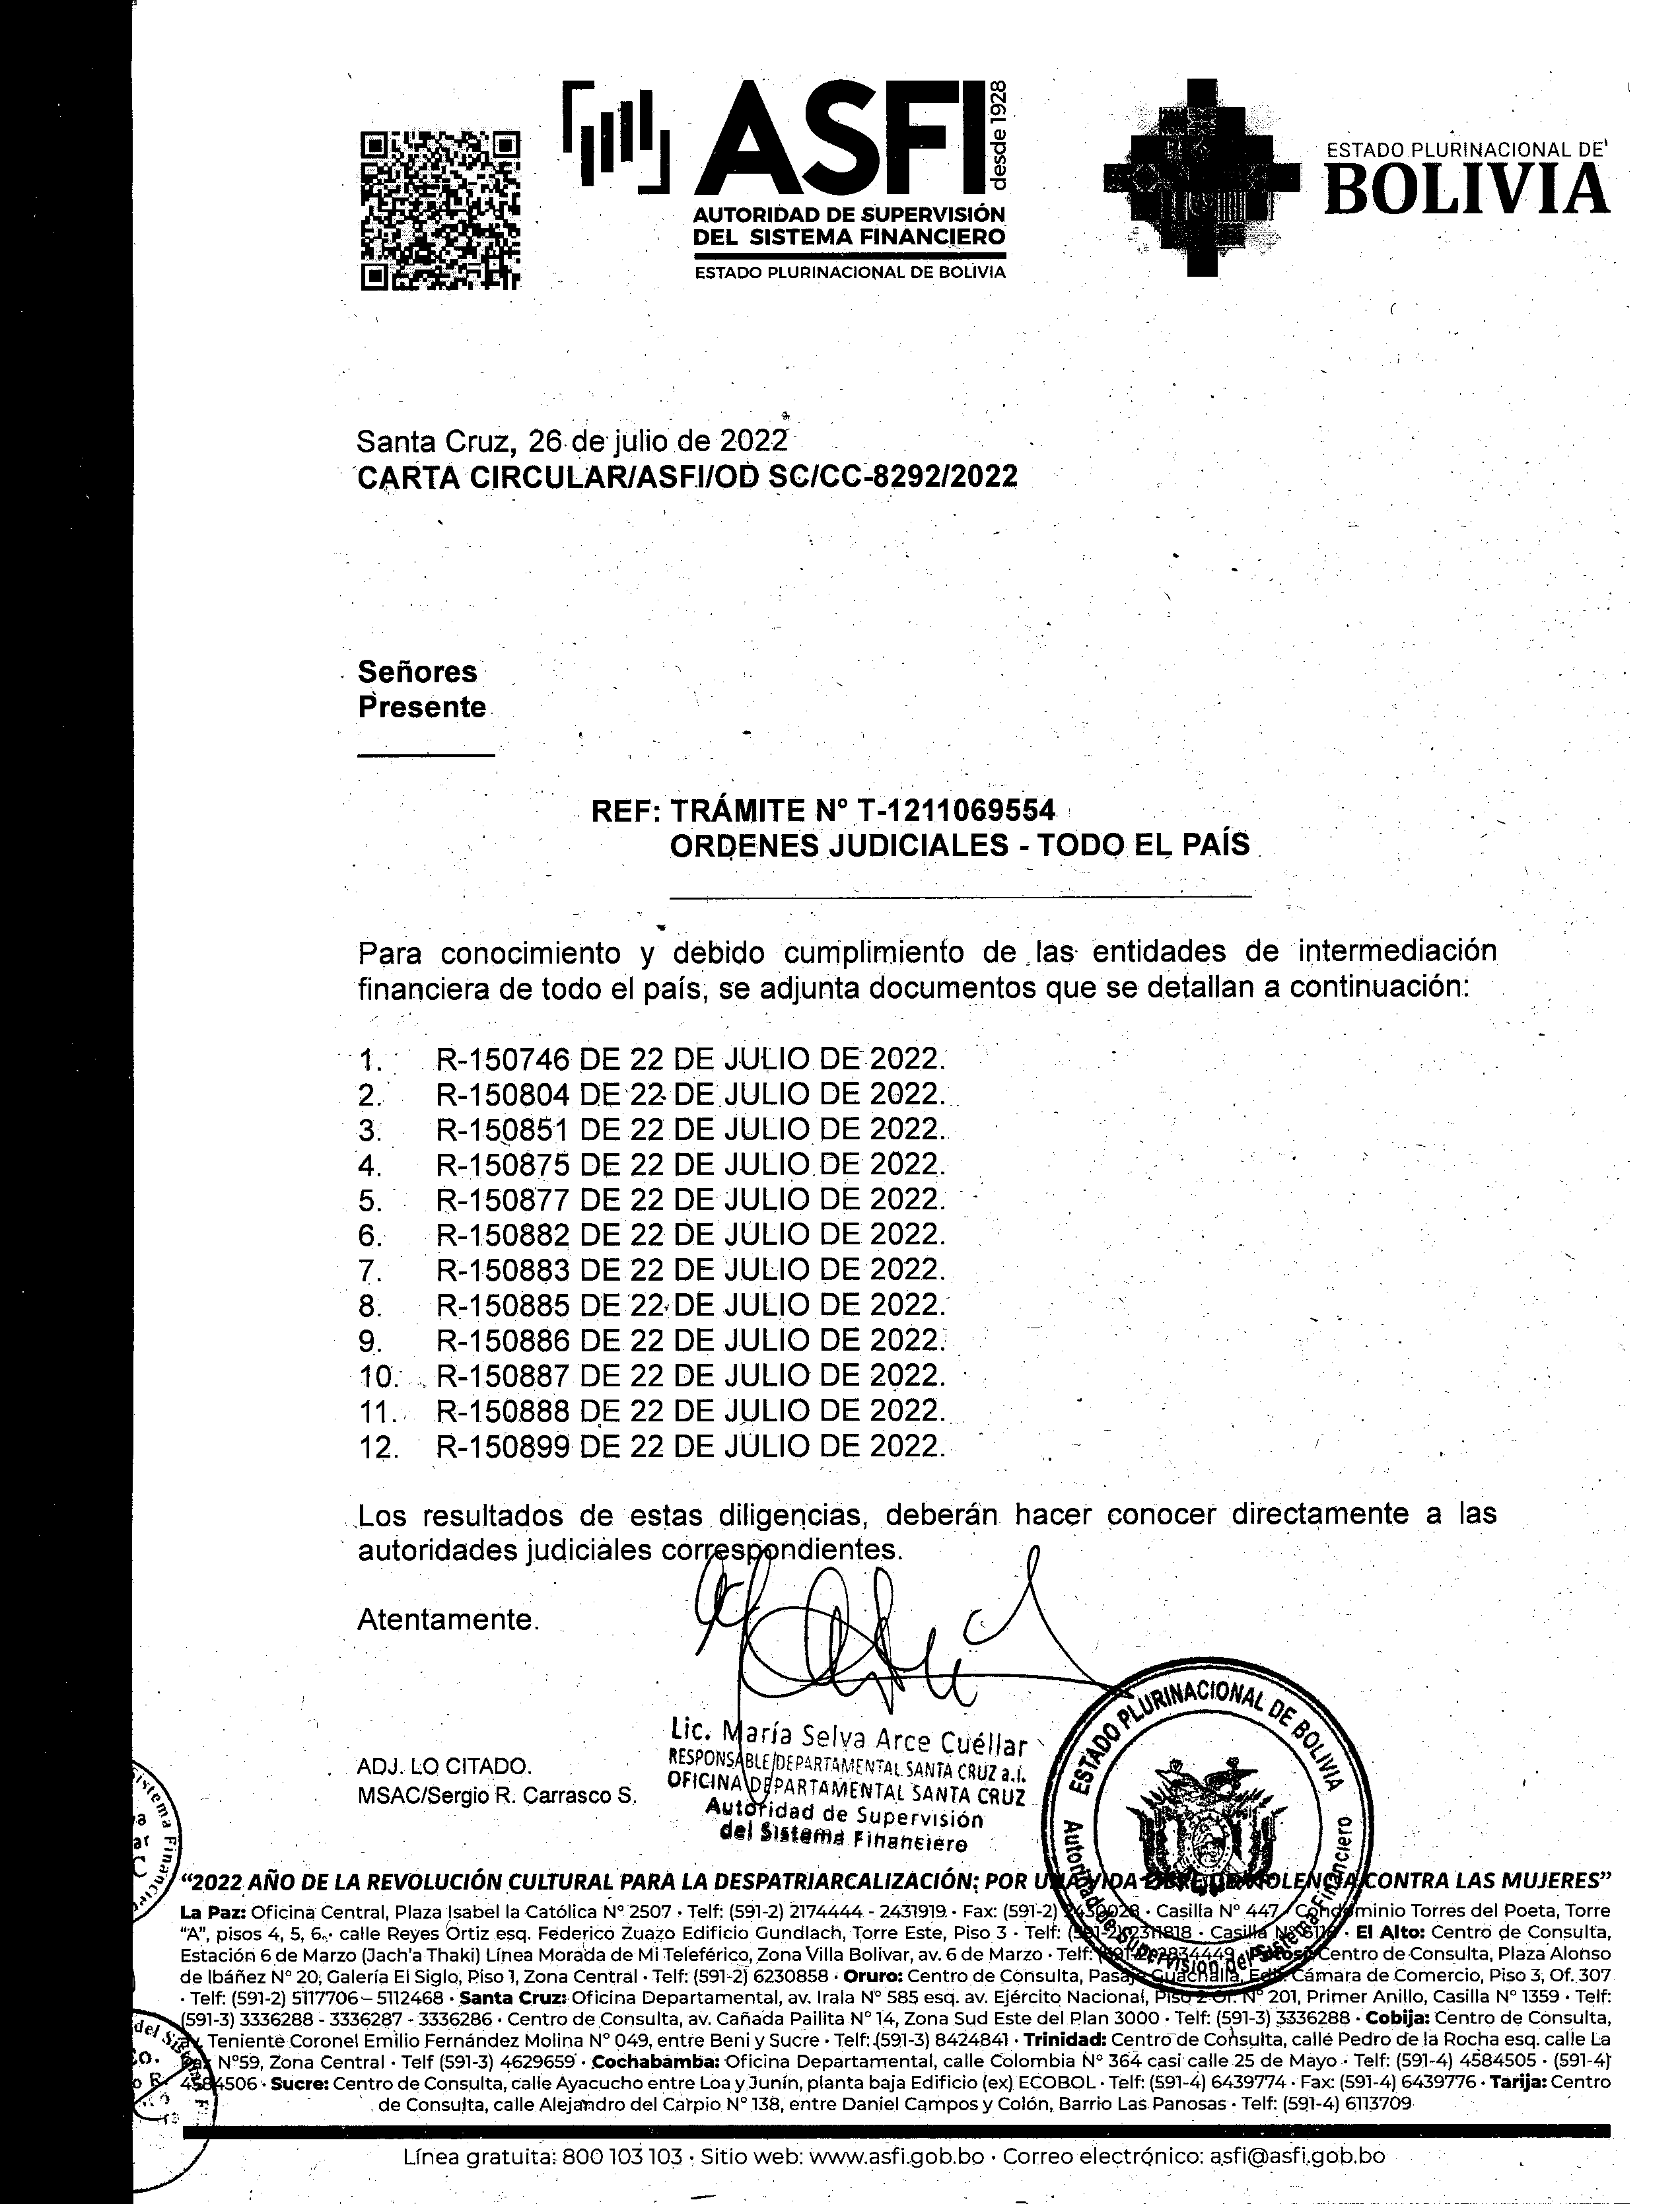 ASFI
desde 1928
AUTORIDAD DE SUPERVISIÓN
DEL SISTEMA FINANCIERO
ESTADO PLURINACIONAL DE BOLIVIA
ESTADO PLURINACIONAL DE
BOLIVIA
Santa Cruz, 26 de julio de 2022
CARTA CIRCULAR/ASFI/OD SC/CC-8292/2022
Señores
Presente
REF: TRÁMITE Nº T-1211069554
ORDENES JUDICIALES - TODO EL PAÍS
Para conocimiento y debido cumplimiento de las entidades de intermediación
financiera de todo el país, se adjunta documentos que se detallan a continuación:
1. R-150746 DE 22 DE JULIO DE 2022.
2. R-150804 DE 22 DE JULIO DE 2022.
3. R-150851 DE 22 DE JULIO DE 2022.
4. R-150875 DE 22 DE JULIO DE 2022.
5. R-150877 DE 22 DE JULIO DE 2022.
6. R-150882 DE 22 DE JULIO DE 2022.
7. R-150883 DE 22 DE JULIO DE 2022.
8. R-150885 DE 22 DE JULIO DE 2022.
9. R-150886 DE 22 DE JULIO DE 2022.
10. R-150887 DE 22 DE JULIO DE 2022.
11. R-150888 DE 22 DE JULIO DE 2022.
12. R-150899 DE 22 DE JULIO DE 2022.
Los resultados de estas diligencias, deberán hacer conocer directamente a las
autoridades judiciales correspondientes.
Atentamente.
Lic. María Selva Arce Cuéllar
RESPONSABLE DEPARTAMENTAL SANTA CRUZ a.i.
OFICINA DEPARTAMENTAL SANTA CRUZ
Autoridad de Supervisión
del Sistema Financiero
ESTADO PLURINACIONAL DE BOLIVIA
Autoridad de Supervisión del Sistema Financiero
ADJ. LO CITADO.
MSAC/Sergio R. Carrasco S.
"2022 AÑO DE LA REVOLUCIÓN CULTURAL PARA LA DESPATRIARCALIZACIÓN: POR UNA VIDA LIBRE DE VIOLENCIA CONTRA LAS MUJERES"
La Paz: Oficina Central, Plaza Isabel la Católica Nº 2507 · Telf: (591-2) 2174444 - 2431919 · Fax: (591-2) 2430028 · Casilla Nº 447 / Condominio Torres del Poeta, Torre
"A", pisos 4, 5, 6 · calle Reyes Ortiz esq. Federico Zuazo Edificio Gundlach, Torre Este, Piso 3 · Telf: (591-2) 2311818 · Casilla Nº 6118 · El Alto: Centro de Consulta,
Estación 6 de Marzo (Jach'a Thaki) Línea Morada de Mi Teleférico, Zona Villa Bolivar, av. 6 de Marzo · Telf: (591-2) 2834449 · Potosí: Centro de Consulta, Plaza Alonso
de Ibáñez Nº 20, Galería El Siglo, Piso 1, Zona Central · Telf: (591-2) 6230858 · Oruro: Centro de Consulta, Pasaje Guachalla, Edif. Cámara de Comercio, Piso 3, Of. 307
· Telf: (591-2) 5117706 – 5112468 · Santa Cruz: Oficina Departamental, av. Irala Nº 585 esq. av. Ejército Nacional, Piso 2 Of. Nº 201, Primer Anillo, Casilla Nº 1359 · Telf:
(591-3) 3336288 - 3336287 - 3336286 · Centro de Consulta, av. Cañada Pailita Nº 14, Zona Sud Este del Plan 3000 · Telf: (591-3) 3336288 · Cobija: Centro de Consulta,
Teniente Coronel Emilio Fernández Molina Nº 049, entre Beni y Sucre · Telf: (591-3) 8424841 · Trinidad: Centro de Consulta, calle Pedro de la Rocha esq. calle La
Paz Nº59, Zona Central · Telf (591-3) 4629659 · Cochabamba: Oficina Departamental, calle Colombia Nº 364 casi calle 25 de Mayo · Telf: (591-4) 4584505 · (591-4)
4584506 · Sucre: Centro de Consulta, calle Ayacucho entre Loa y Junín, planta baja Edificio (ex) ECOBOL · Telf: (591-4) 6439774 · Fax: (591-4) 6439776 · Tarija: Centro
de Consulta, calle Alejandro del Carpio Nº 138, entre Daniel Campos y Colón, Barrio Las Panosas · Telf: (591-4) 6113709
Línea gratuita: 800 103 103 · Sitio web: www.asfi.gob.bo · Correo electrónico: asfi@asfi.gob.bo